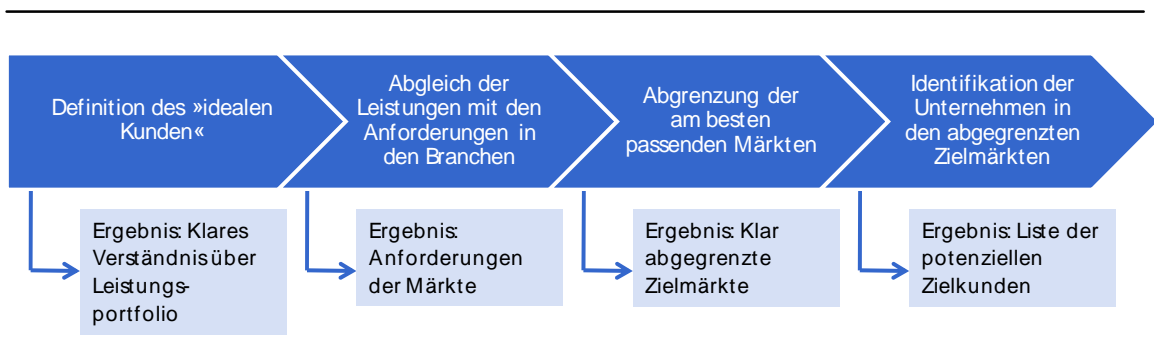 Definition des »idealen
Kunden«
Abgleich der
Leistungen mit den
Anforderungen in
den Branchen
Abgrenzung der
am besten
passenden Märkten
Identifikation der
Unternehmen in
den abgegrenzten
Zielmärkten
Ergebnis: Klares
Verständnis über
Leistungs-
portfolio
Ergebnis:
Anforderungen
der Märkte
Ergebnis: Klar
abgegrenzte
Zielmärkte
Ergebnis: Liste der
potenziellen
Zielkunden